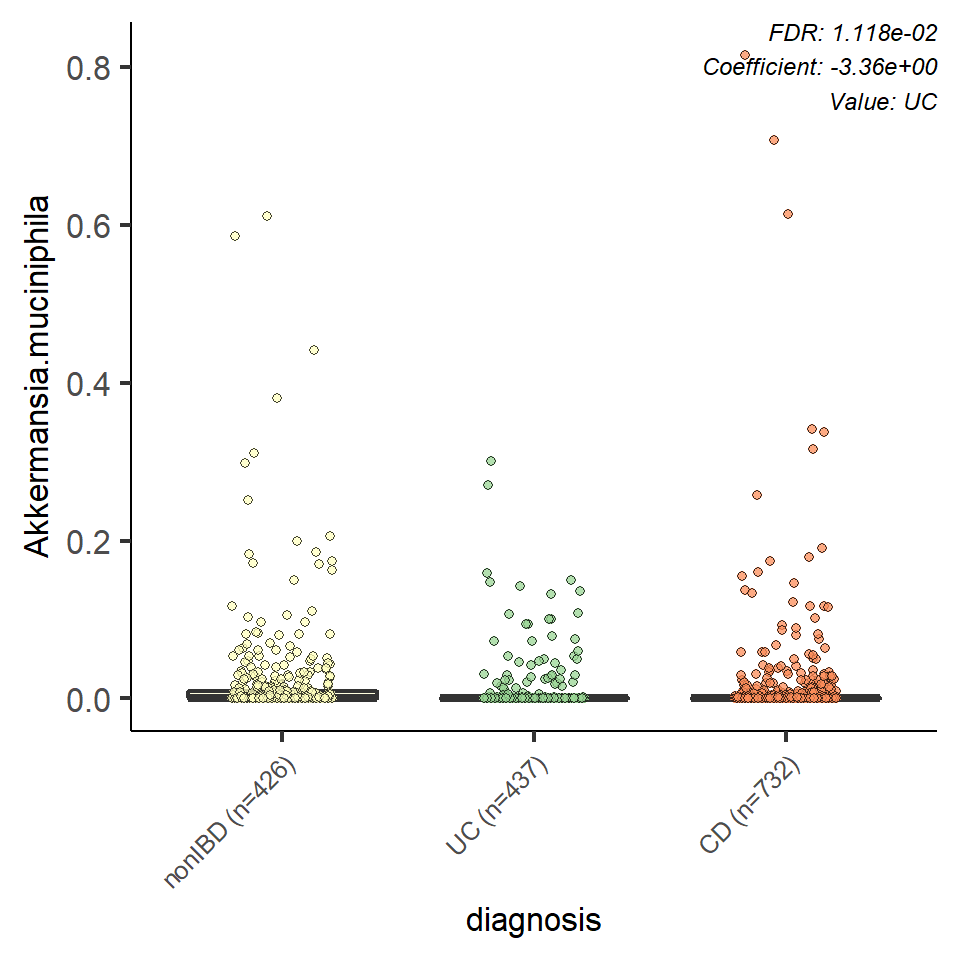 FDR: 1.118e-02
Coefficient: -3.36e+00
Value: UC
0.8
0.6
0.4
0.2
0.0
Akkermansia.muciniphila
nonIBD (n=426)
UC (n=437)
CD (n=732)
diagnosis